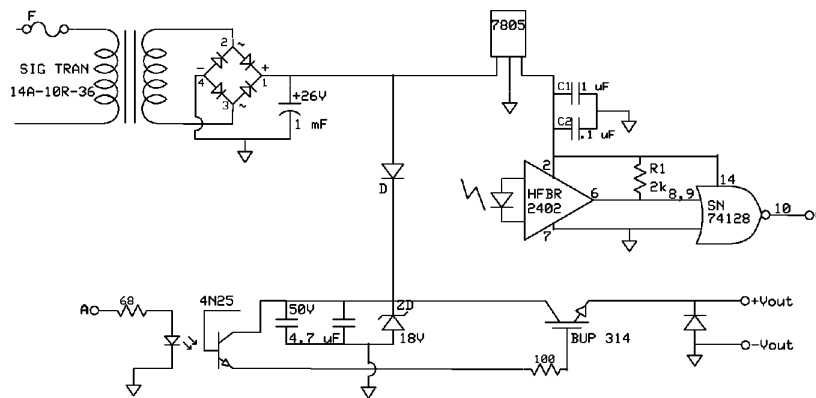 F
SIG TRAN
14A-10R-36
2
~
-
+
4
1
3
~
+26V
1 mF
7805
C1
1 uF
C2
.1 uF
D
2
HFBR
2402
6
7
R1
2k
8,9
14
SN
74128
10
A
68
4N25
50V
4.7 uF
ZD
18V
100
BUP 314
+Vout
-Vout